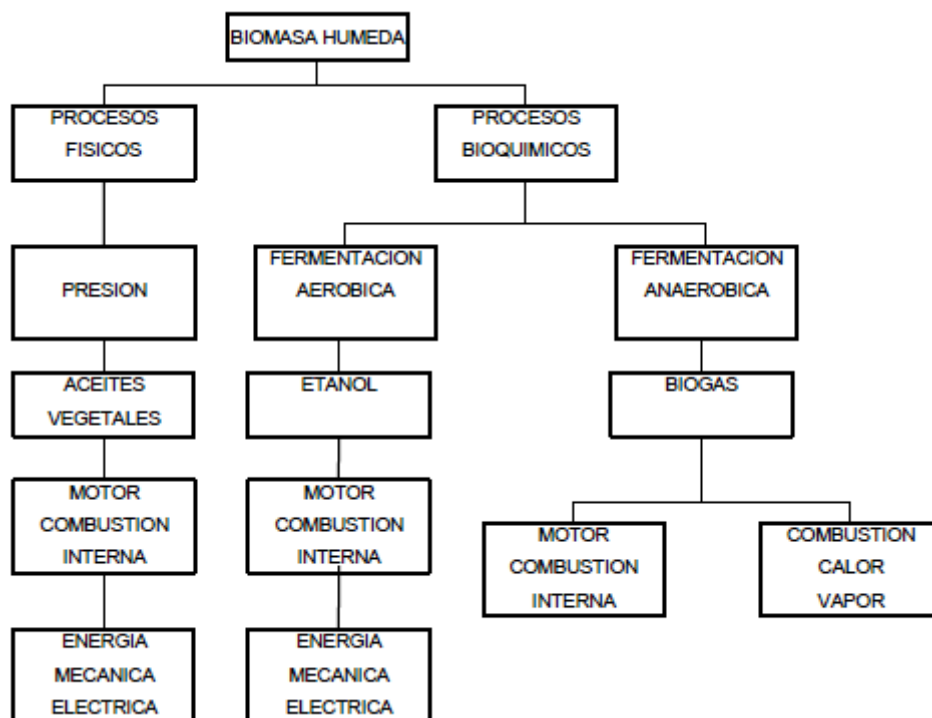 BIOMASA HUMEDA
PROCESOS
FISICOS
PROCESOS
BIOQUIMICOS
PRESION
FERMENTACION
AEROBICA
FERMENTACION
ANAEROBICA
ACEITES
VEGETALES
ETANOL
BIOGAS
MOTOR
COMBUSTION
INTERNA
MOTOR
COMBUSTION
INTERNA
MOTOR
COMBUSTION
INTERNA
COMBUSTION
CALOR
VAPOR
ENERGIA
MECANICA
ELECTRICA
ENERGIA
MECANICA
ELECTRICA